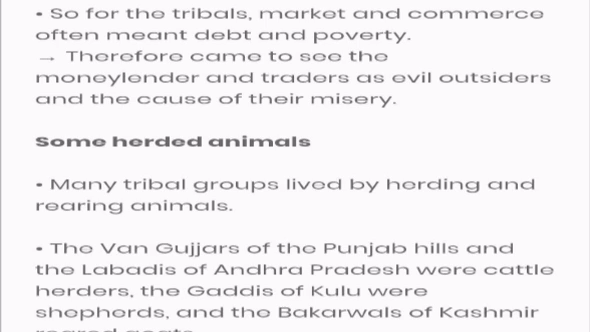 • So for the tribals, market and commerce
often meant debt and poverty.
→ Therefore came to see the
moneylender and traders as evil outsiders
and the cause of their misery.
Some herded animals
• Many tribal groups lived by herding and
rearing animals.
• The Van Gujjars of the Punjab hills and
the Labadis of Andhra Pradesh were cattle
herders, the Gaddis of Kulu were
shepherds, and the Bakarwals of Kashmir
reared goats.